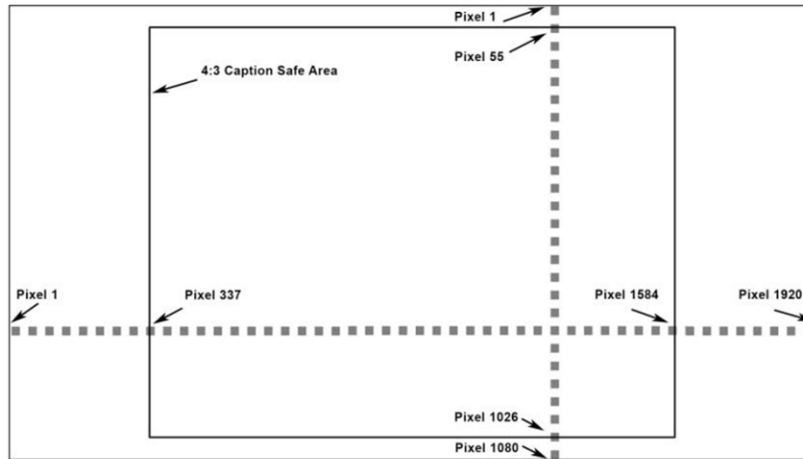 Pixel 1
Pixel 55
4:3 Caption Safe Area
Pixel 1
Pixel 337
Pixel 1584
Pixel 1920
Pixel 1026
Pixel 1080